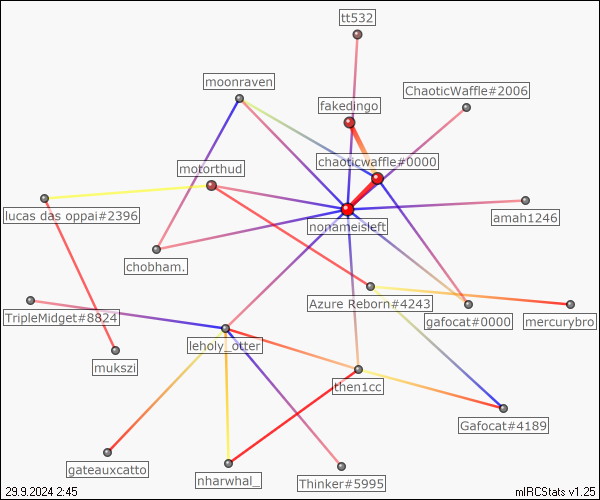 tt532
moonraven
ChaoticWaffle#2006
fakedingo
chaoticwaffle#0000
motorthud
lucas das oppai#2396
amah1246
nonameisleft
chobham.
Azure Reborn#4243
gafocat#0000
mercurybro
TripleMidget#8824
leholy_otter
mukszi
then1cc
Gafocat#4189
gateauxcatto
nharwhal_
Thinker#5995
29.9.2024 2:45
mIRCStats v1.25